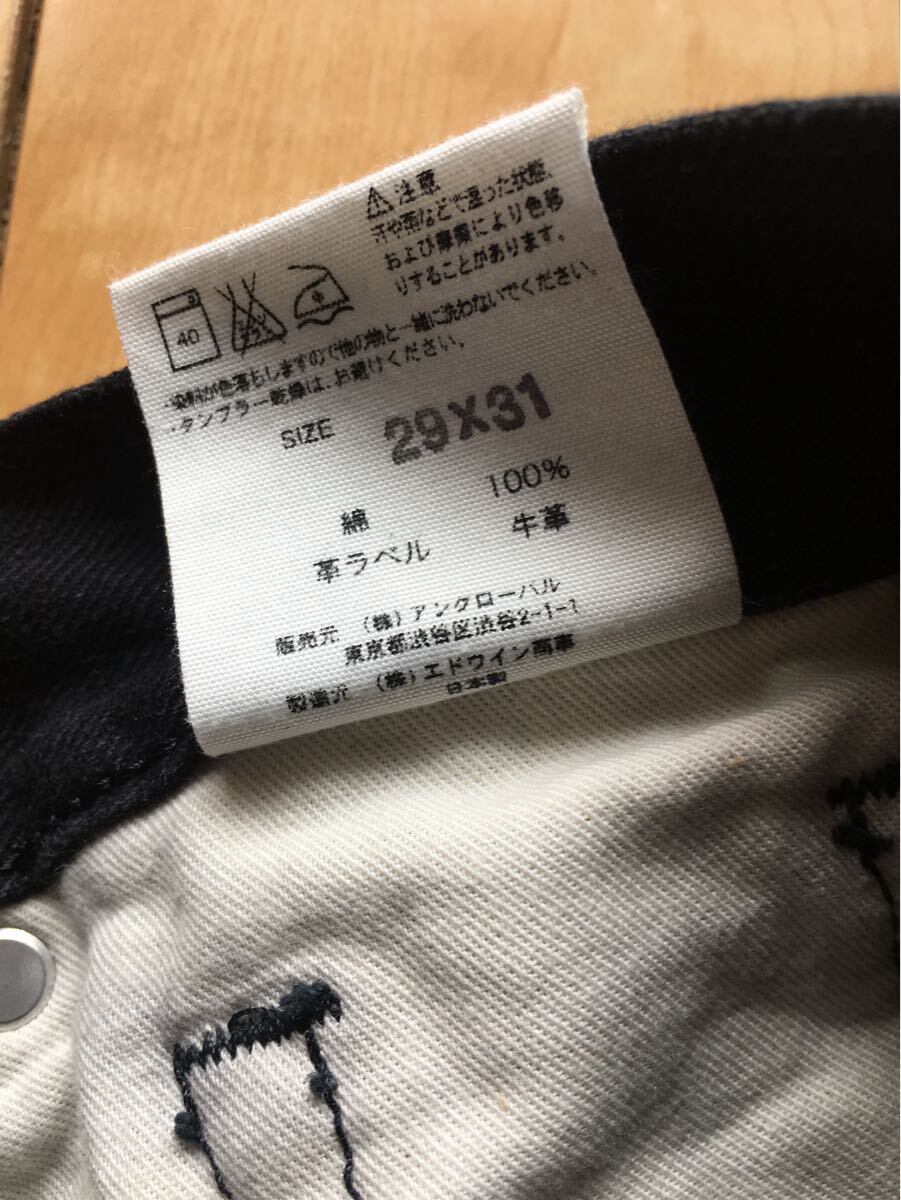 注意
汗や雨などで湿った状態、
および摩擦により色移
りすることがあります。
40
・染料が色落ちしますので他の物と一緒に洗わないでください。
・タンブラー乾燥は、お避けください。
SIZE 29X31
綿 100%
革ラベル 牛革
販売元 (株)アングローバル
東京都渋谷区渋谷2-1-1
製造元 (株)エドウイン商事
日本製